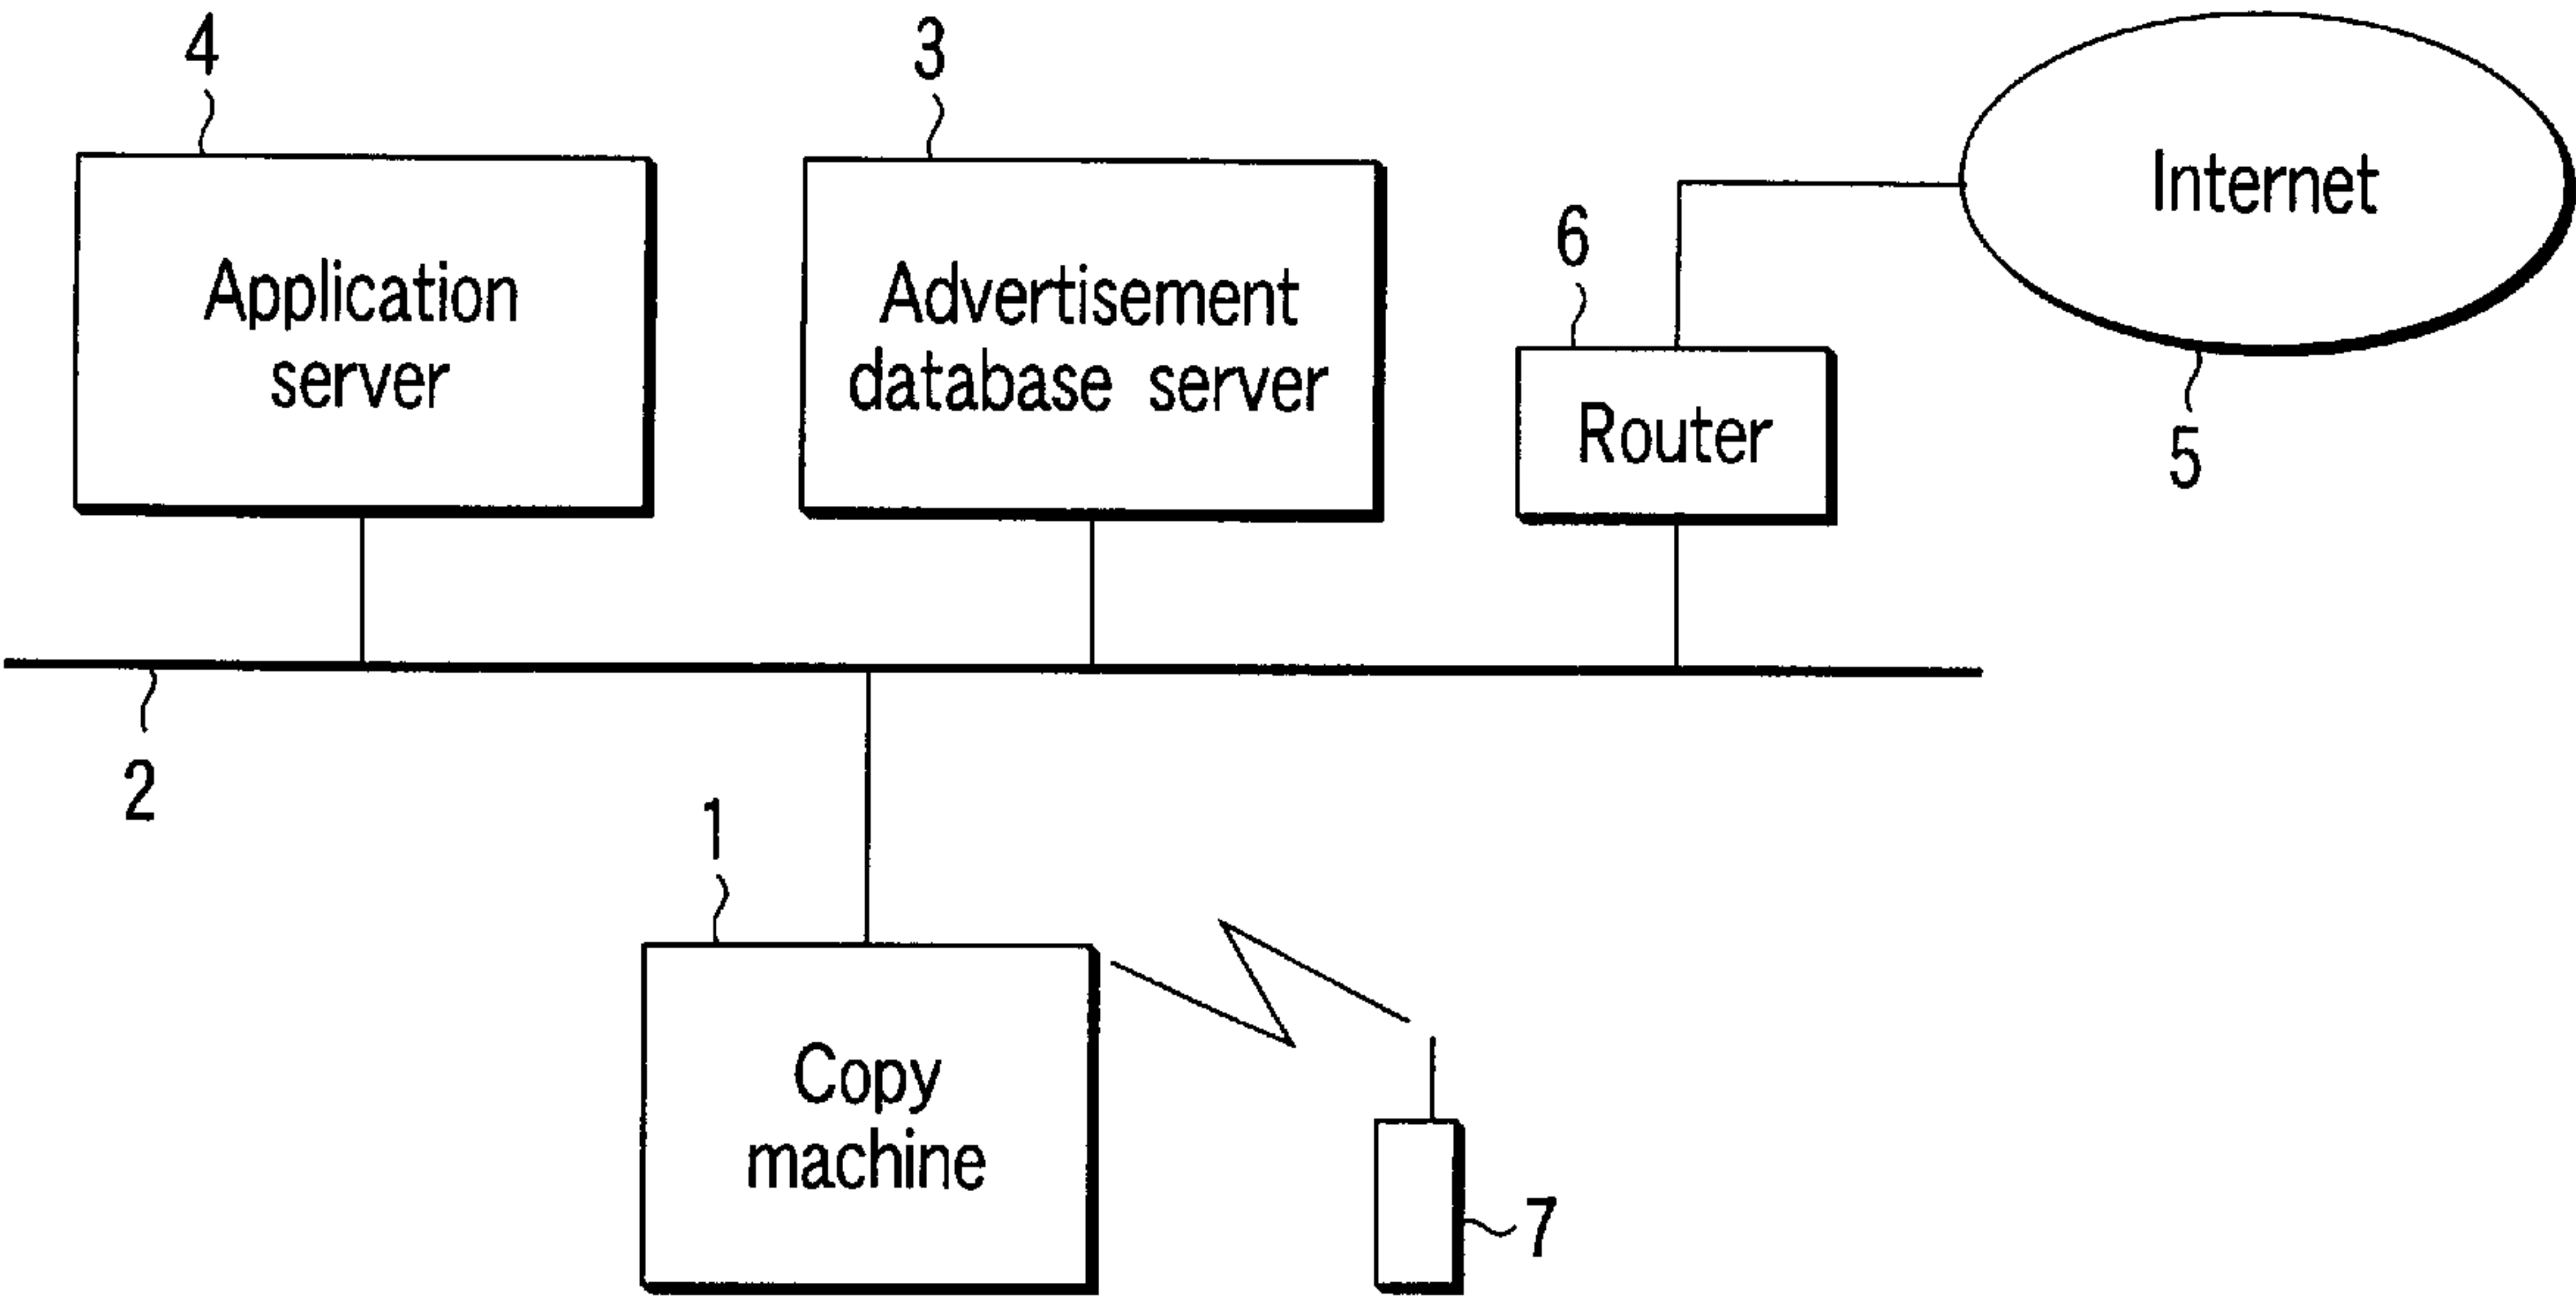 4
3
Internet
6
Application
server
Advertisement
database server
Router
5
2
1
Copy
machine
7